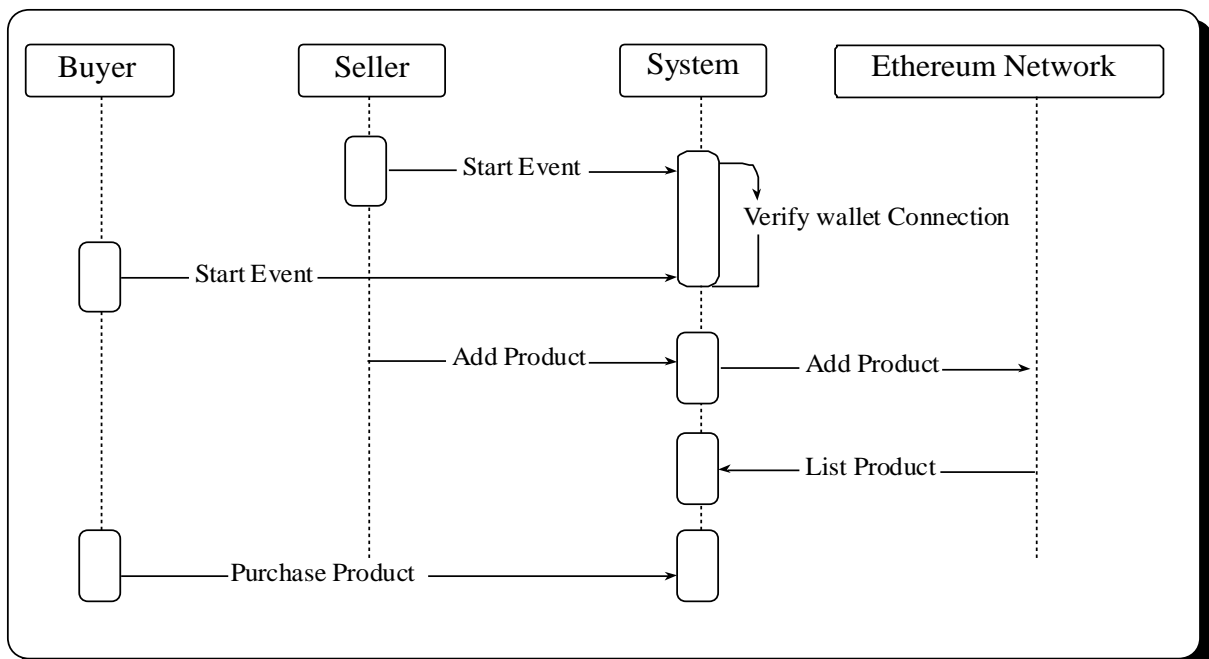 Buyer
Seller
System
Ethereum Network
Start Event
Verify wallet Connection
Start Event
Add Product
Add Product
List Product
Purchase Product